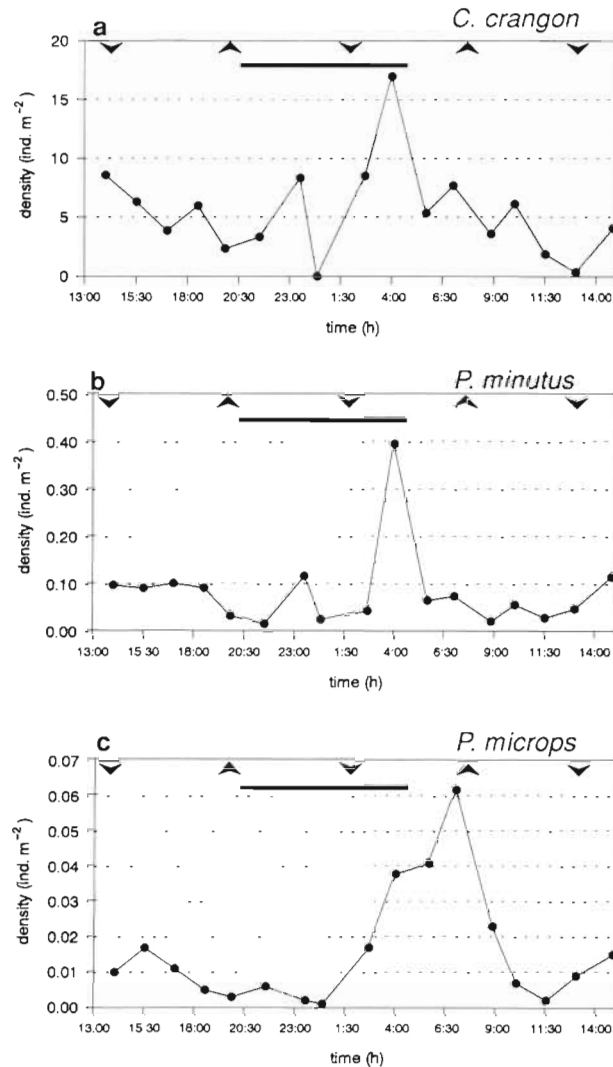 a
C. crangon
20
15
10
5
0
density (ind. m⁻²)
13:00 15:30 18:00 20:30 23:00 1:30 4:00 6:30 9:00 11:30 14:00
time (h)
b
P. minutus
0.50
0.40
0.30
0.20
0.10
0.00
density (ind. m⁻²)
13:00 15 30 18:00 20:30 23:00 1:30 4:00 6:30 9:00 11:30 14:00
time (h)
c
P. microps
0.07
0.06
0.05
0.04
0.03
0.02
0.01
0.00
density (ind. m⁻²)
13:00 15 30 18:00 20:30 23:00 1:30 4:00 6:30 9:00 11:30 14:00
time (h)